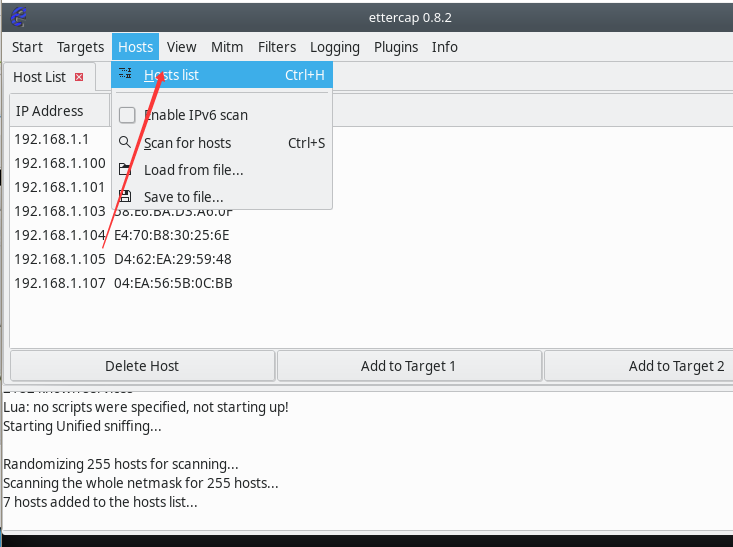 ettercap 0.8.2
Start Targets Hosts View Mitm Filters Logging Plugins Info
Host List
Hosts list Ctrl+H
IP Address
Enable IPv6 scan
192.168.1.1
Scan for hosts Ctrl+S
192.168.1.100
Load from file...
192.168.1.101
Save to file...
192.168.1.103 58:E6:BA:D3:A6:0F
192.168.1.104 E4:70:B8:30:25:6E
192.168.1.105 D4:62:EA:29:59:48
192.168.1.107 04:EA:56:5B:0C:BB
Delete Host Add to Target 1 Add to Target 2
2182 known services
Lua: no scripts were specified, not starting up!
Starting Unified sniffing...
Randomizing 255 hosts for scanning...
Scanning the whole netmask for 255 hosts...
7 hosts added to the hosts list...